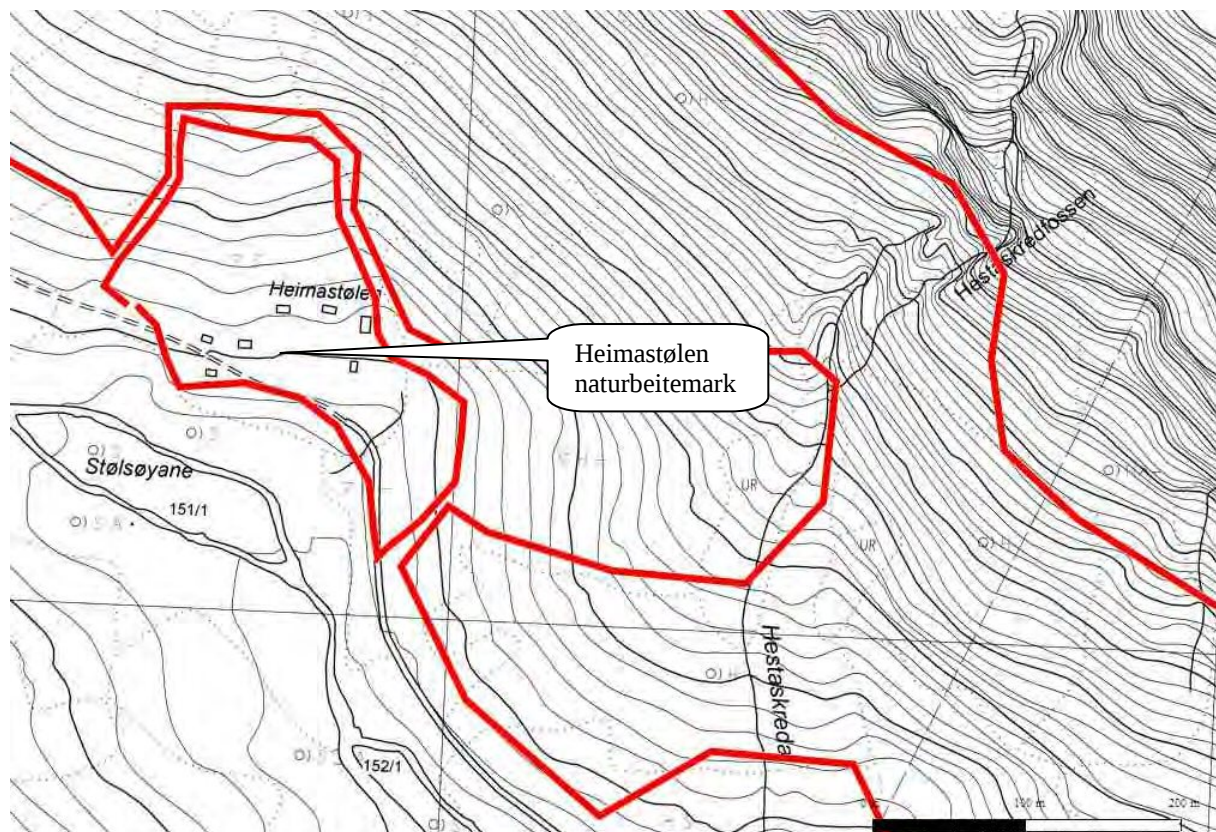 Hestaskredfossen
Heimastølen
Heimastølen
naturbeitemark
Stølsøyane
151/1
UR
UR
Hestaskreda
152/1
100 m
200 m